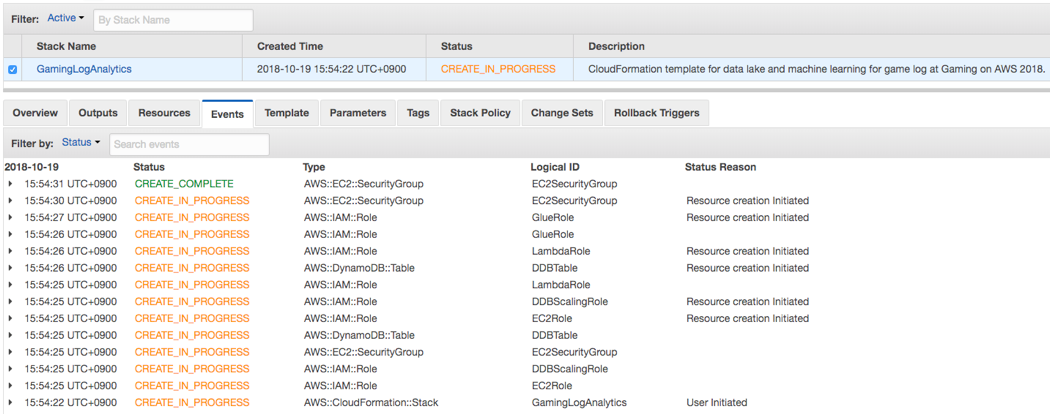 Filter: Active By Stack Name
Stack Name Created Time Status Description
GamingLogAnalytics 2018-10-19 15:54:22 UTC+0900 CREATE_IN_PROGRESS CloudFormation template for data lake and machine learning for game log at Gaming on AWS 2018.
Overview Outputs Resources Events Template Parameters Tags Stack Policy Change Sets Rollback Triggers
Filter by: Status Search events
2018-10-19 Status Type Logical ID Status Reason
15:54:31 UTC+0900 CREATE_COMPLETE AWS::EC2::SecurityGroup EC2SecurityGroup
15:54:30 UTC+0900 CREATE_IN_PROGRESS AWS::EC2::SecurityGroup EC2SecurityGroup Resource creation Initiated
15:54:27 UTC+0900 CREATE_IN_PROGRESS AWS::IAM::Role GlueRole Resource creation Initiated
15:54:26 UTC+0900 CREATE_IN_PROGRESS AWS::IAM::Role GlueRole
15:54:26 UTC+0900 CREATE_IN_PROGRESS AWS::IAM::Role LambdaRole Resource creation Initiated
15:54:26 UTC+0900 CREATE_IN_PROGRESS AWS::DynamoDB::Table DDBTable Resource creation Initiated
15:54:25 UTC+0900 CREATE_IN_PROGRESS AWS::IAM::Role LambdaRole
15:54:25 UTC+0900 CREATE_IN_PROGRESS AWS::IAM::Role DDBScalingRole Resource creation Initiated
15:54:25 UTC+0900 CREATE_IN_PROGRESS AWS::IAM::Role EC2Role Resource creation Initiated
15:54:25 UTC+0900 CREATE_IN_PROGRESS AWS::DynamoDB::Table DDBTable
15:54:25 UTC+0900 CREATE_IN_PROGRESS AWS::EC2::SecurityGroup EC2SecurityGroup
15:54:25 UTC+0900 CREATE_IN_PROGRESS AWS::IAM::Role DDBScalingRole
15:54:25 UTC+0900 CREATE_IN_PROGRESS AWS::IAM::Role EC2Role
15:54:22 UTC+0900 CREATE_IN_PROGRESS AWS::CloudFormation::Stack GamingLogAnalytics User Initiated